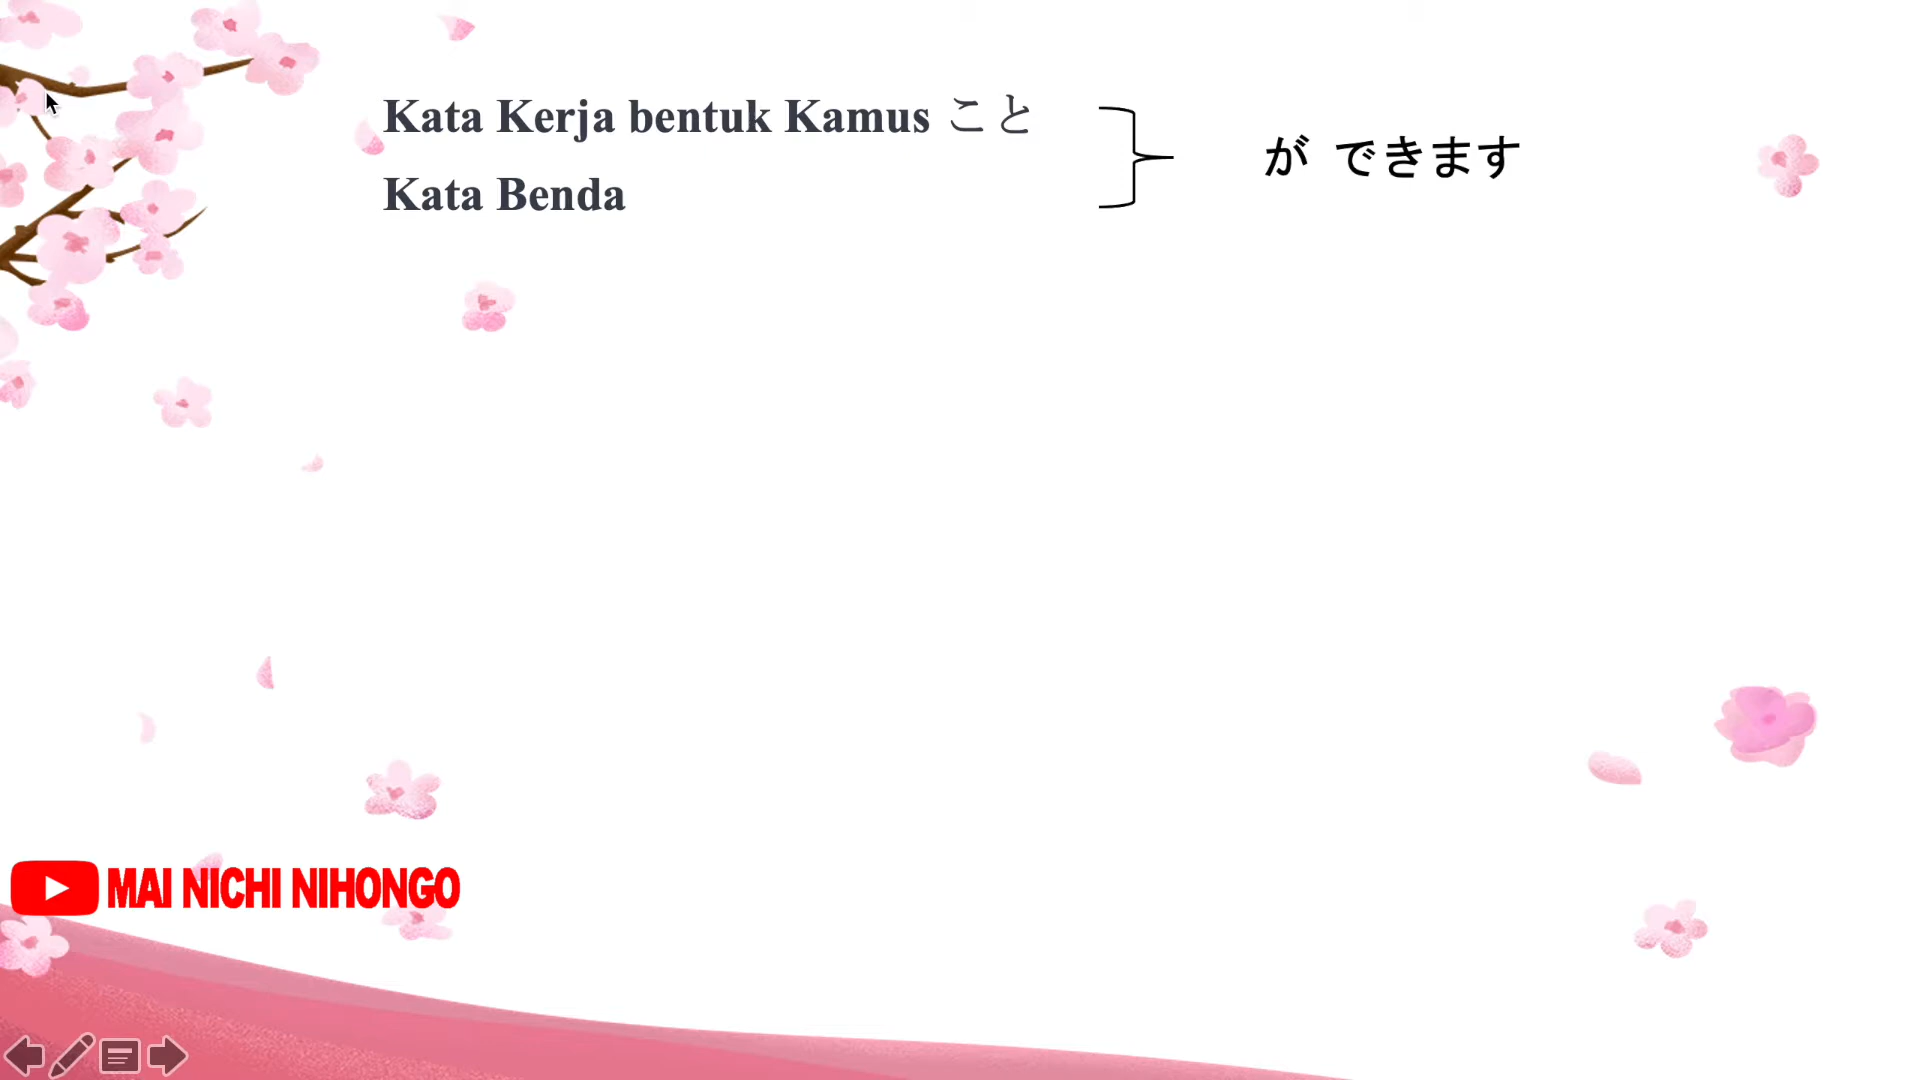 Kata Kerja bentuk Kamus こと
Kata Benda
が できます
MAI NICHI NIHONGO